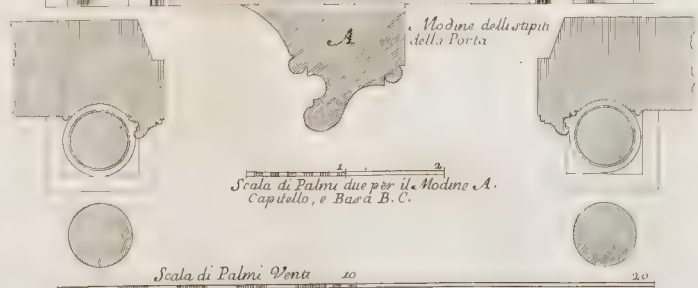 A
Modine delli stipiti
della Porta
1 2
Scala di Palmi due per il Modine A.
Capitello, e Basa B. C.
Scala di Palmi Venti 10 20